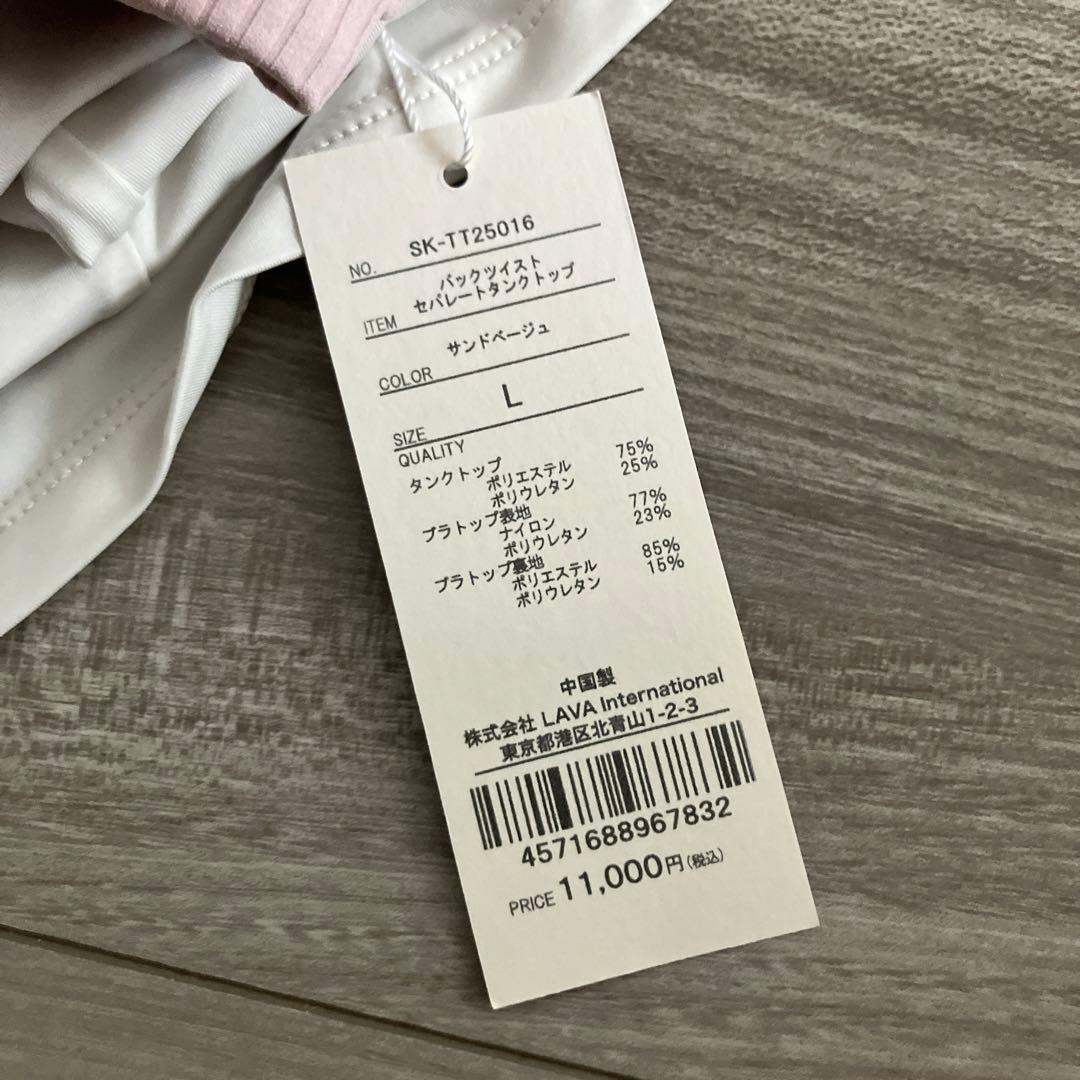 NO. SK-TT25016
バックツイスト
セパレートタンクトップ
ITEM
サンドベージュ
COLOR
L
SIZE
QUALITY
タンクトップ
ポリエステル 75%
ポリウレタン 25%
ブラトップ表地
ナイロン 77%
ポリウレタン 23%
ブラトップ裏地
ポリエステル 85%
ポリウレタン 15%
中国製
株式会社 LAVA International
東京都港区北青山1-2-3
4571688967832
PRICE 11,000円(税込)